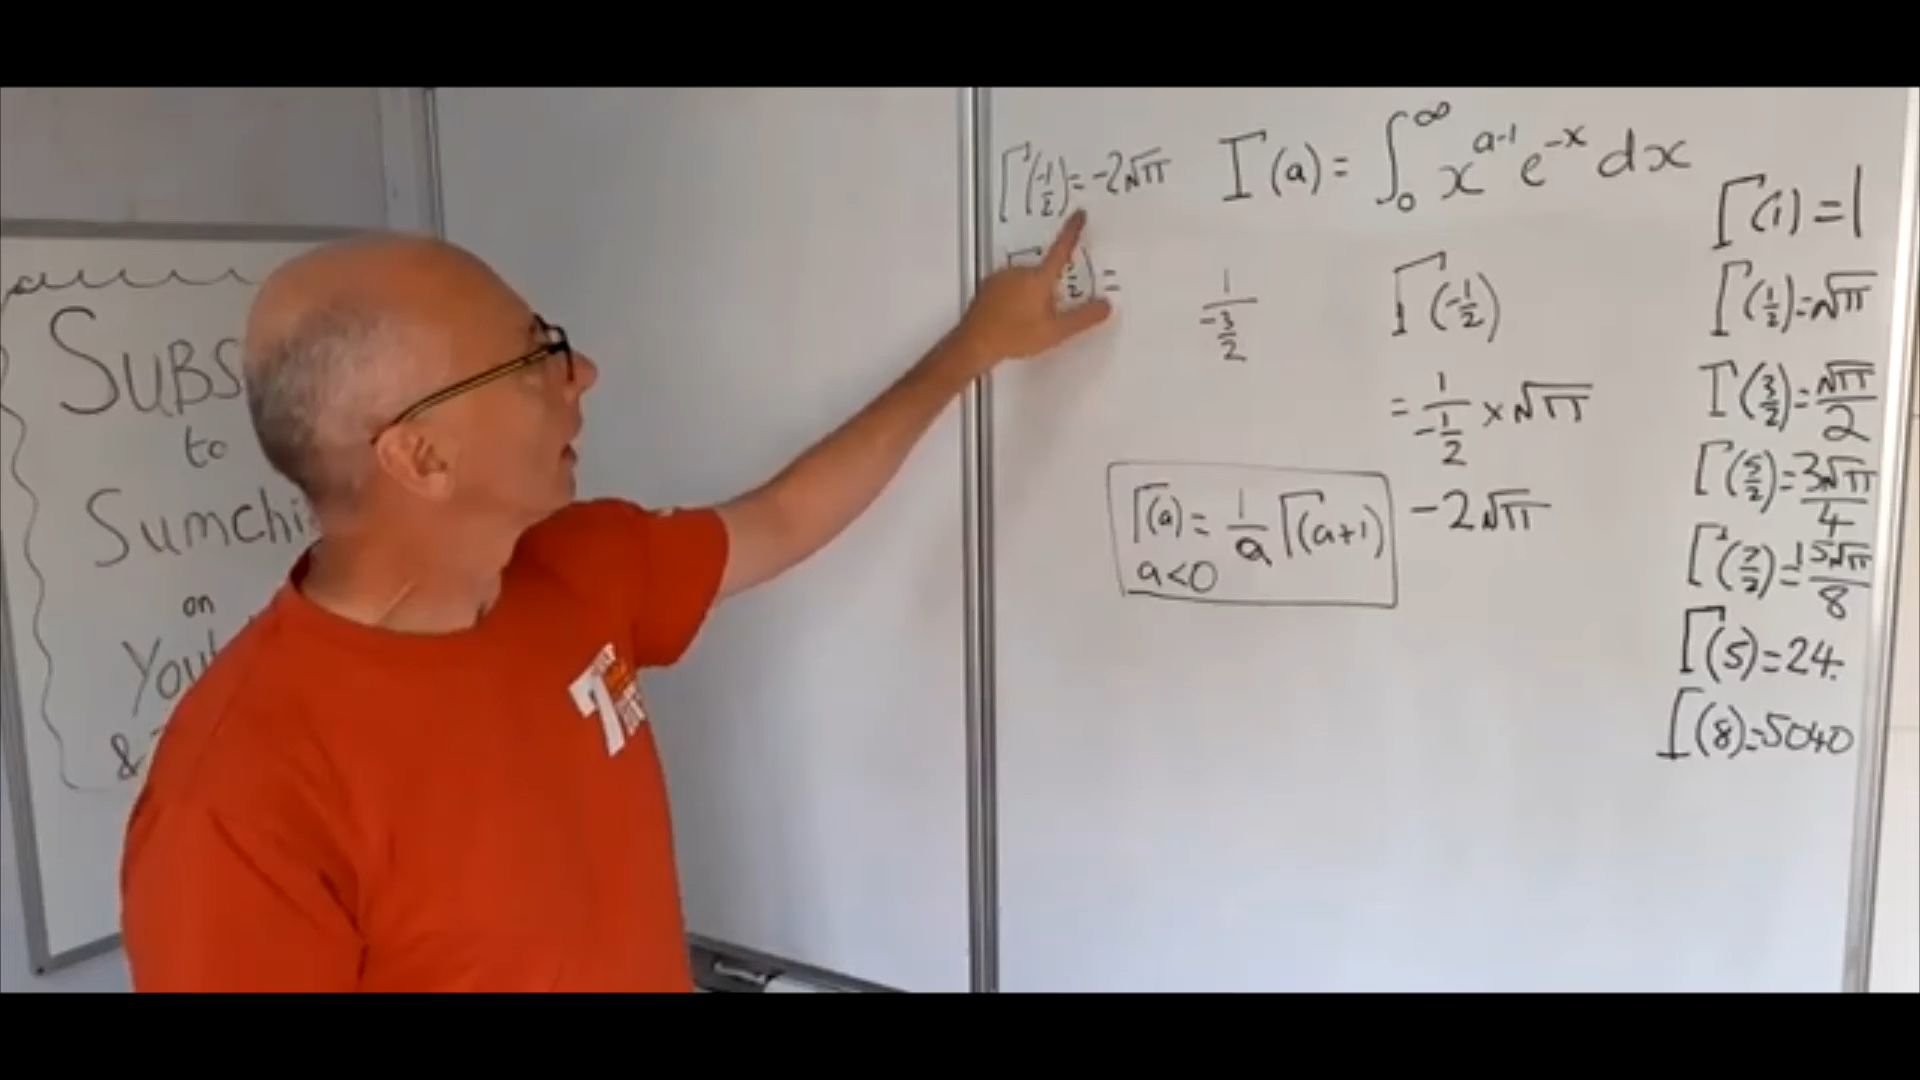 Subs
to
Sumchi
on
You
&
Γ(-1/2) = -2√π
Γ(a) = ∫₀^∞ x^(a-1) e^(-x) dx
1/(-3/2)
Γ(-1/2)
= 1/(-1/2) × √π
-2√π
Γ(a) = 1/a Γ(a+1)
a<0
Γ(1) = 1
Γ(1/2) = √π
Γ(3/2) = √π/2
Γ(5/2) = 3√π/4
Γ(7/2) = 15√π/8
Γ(5) = 24.
Γ(8) = 5040
7